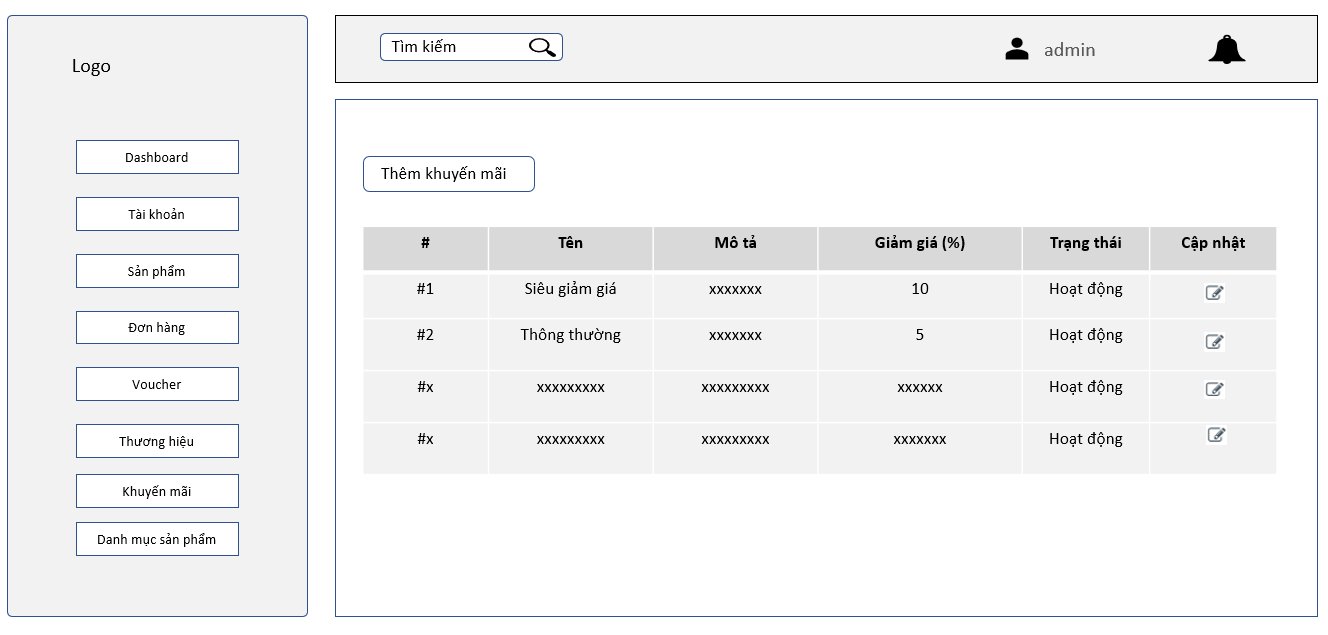 Logo
Dashboard
Tài khoản
Sản phẩm
Đơn hàng
Voucher
Thương hiệu
Khuyến mãi
Danh mục sản phẩm
Tìm kiếm
admin
Thêm khuyến mãi
# Tên Mô tả Giảm giá (%) Trạng thái Cập nhật
#1 Siêu giảm giá xxxxxxx 10 Hoạt động
#2 Thông thường xxxxxxx 5 Hoạt động
#x xxxxxxxxx xxxxxxxxx xxxxxx Hoạt động
#x xxxxxxxxx xxxxxxxxx xxxxxxx Hoạt động